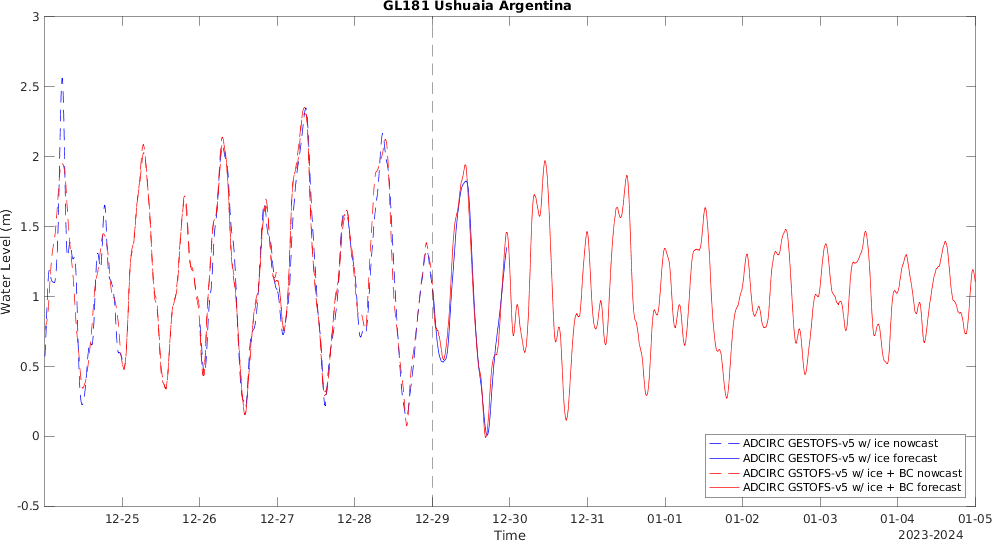 GL181 Ushuaia Argentina
Water Level (m)
3
2.5
2
1.5
1
0.5
0
-0.5
ADCIRC GESTOFS-v5 w/ ice nowcast
ADCIRC GESTOFS-v5 w/ ice forecast
ADCIRC GSTOFS-v5 w/ ice + BC nowcast
ADCIRC GSTOFS-v5 w/ ice + BC forecast
12-25 12-26 12-27 12-28 12-29 12-30 12-31 01-01 01-02 01-03 01-04 01-05
Time
2023-2024